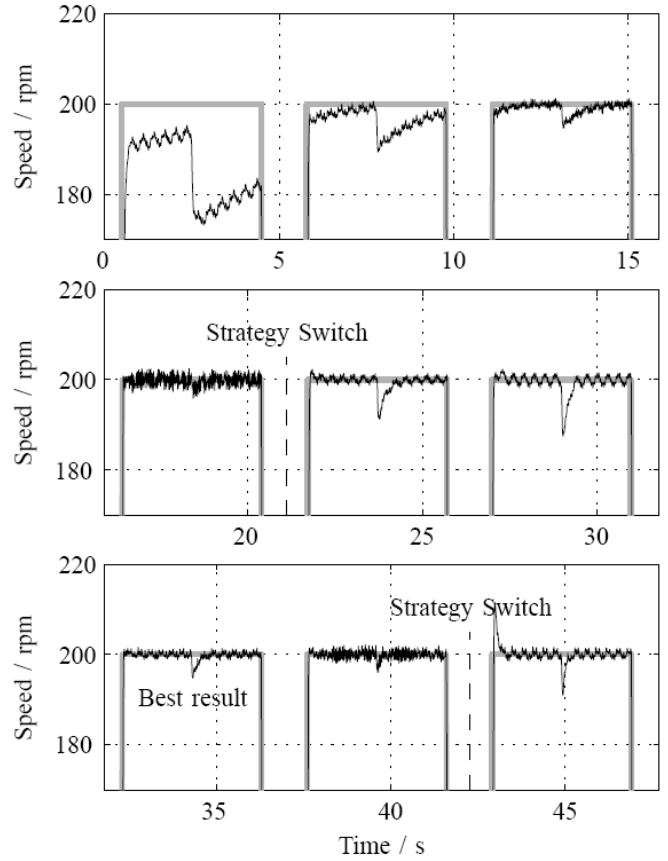 220
200
180
Speed / rpm
0 5 10 15
220
Strategy Switch
200
180
Speed / rpm
20 25 30
220
Strategy Switch
200
Best result
180
Speed / rpm
35 40 45
Time / s